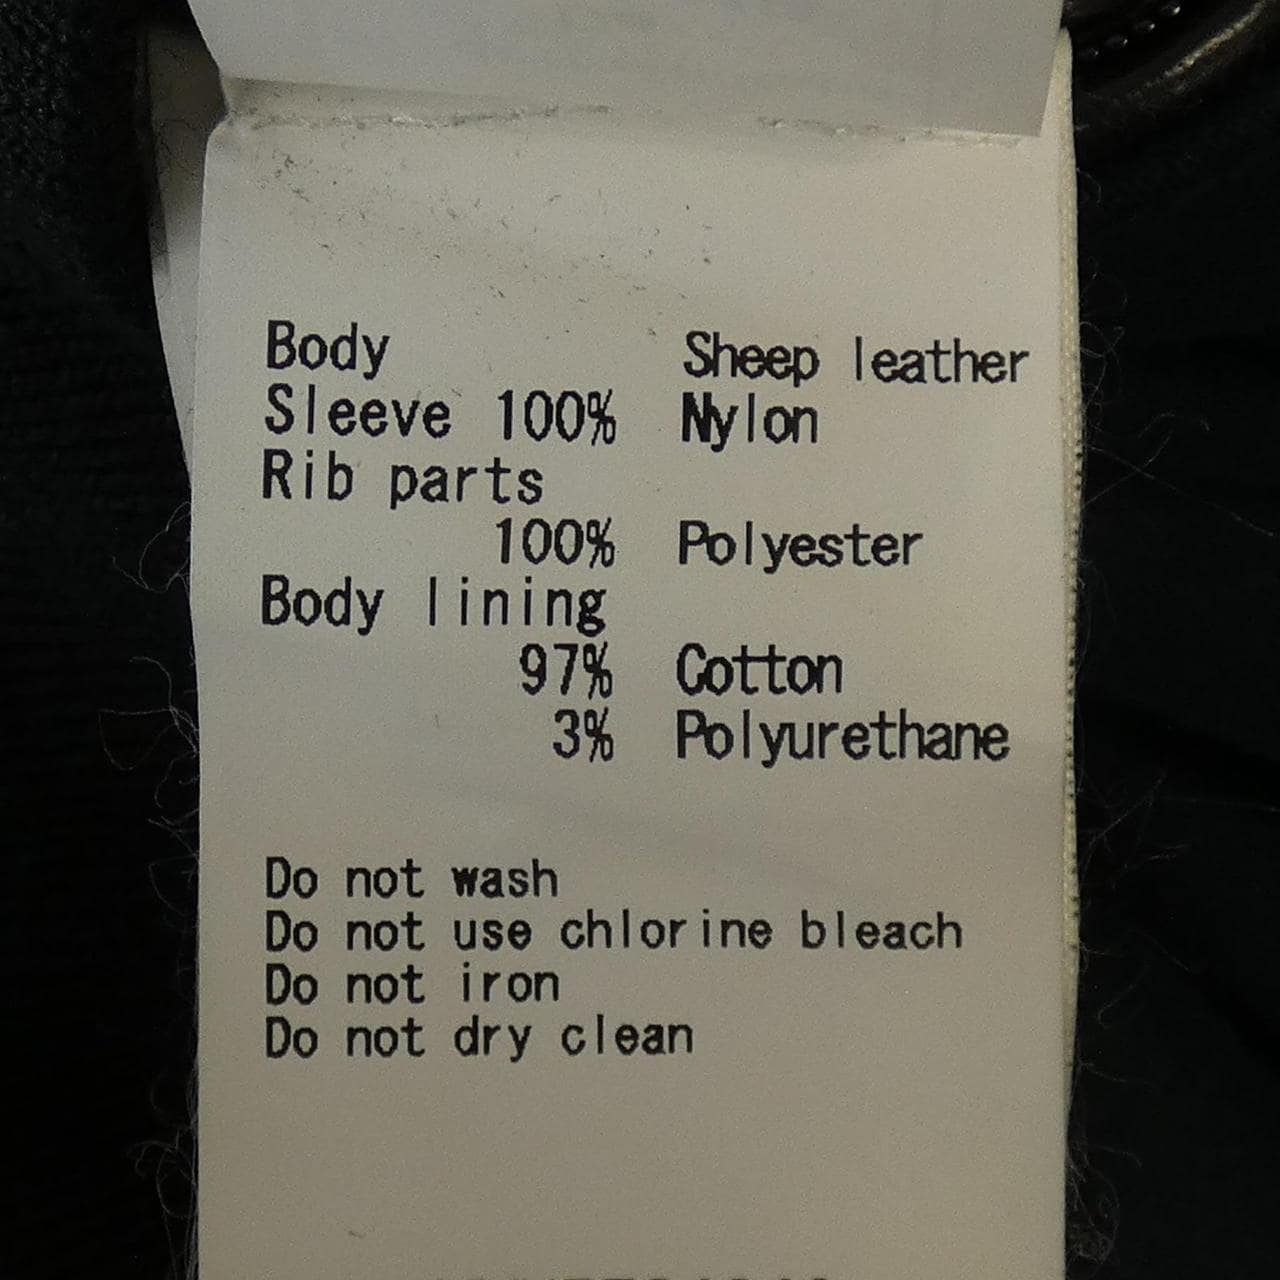 Body Sheep leather
Sleeve 100% Nylon
Rib parts
100% Polyester
Body lining
97% Cotton
3% Polyurethane
Do not wash
Do not use chlorine bleach
Do not iron
Do not dry clean